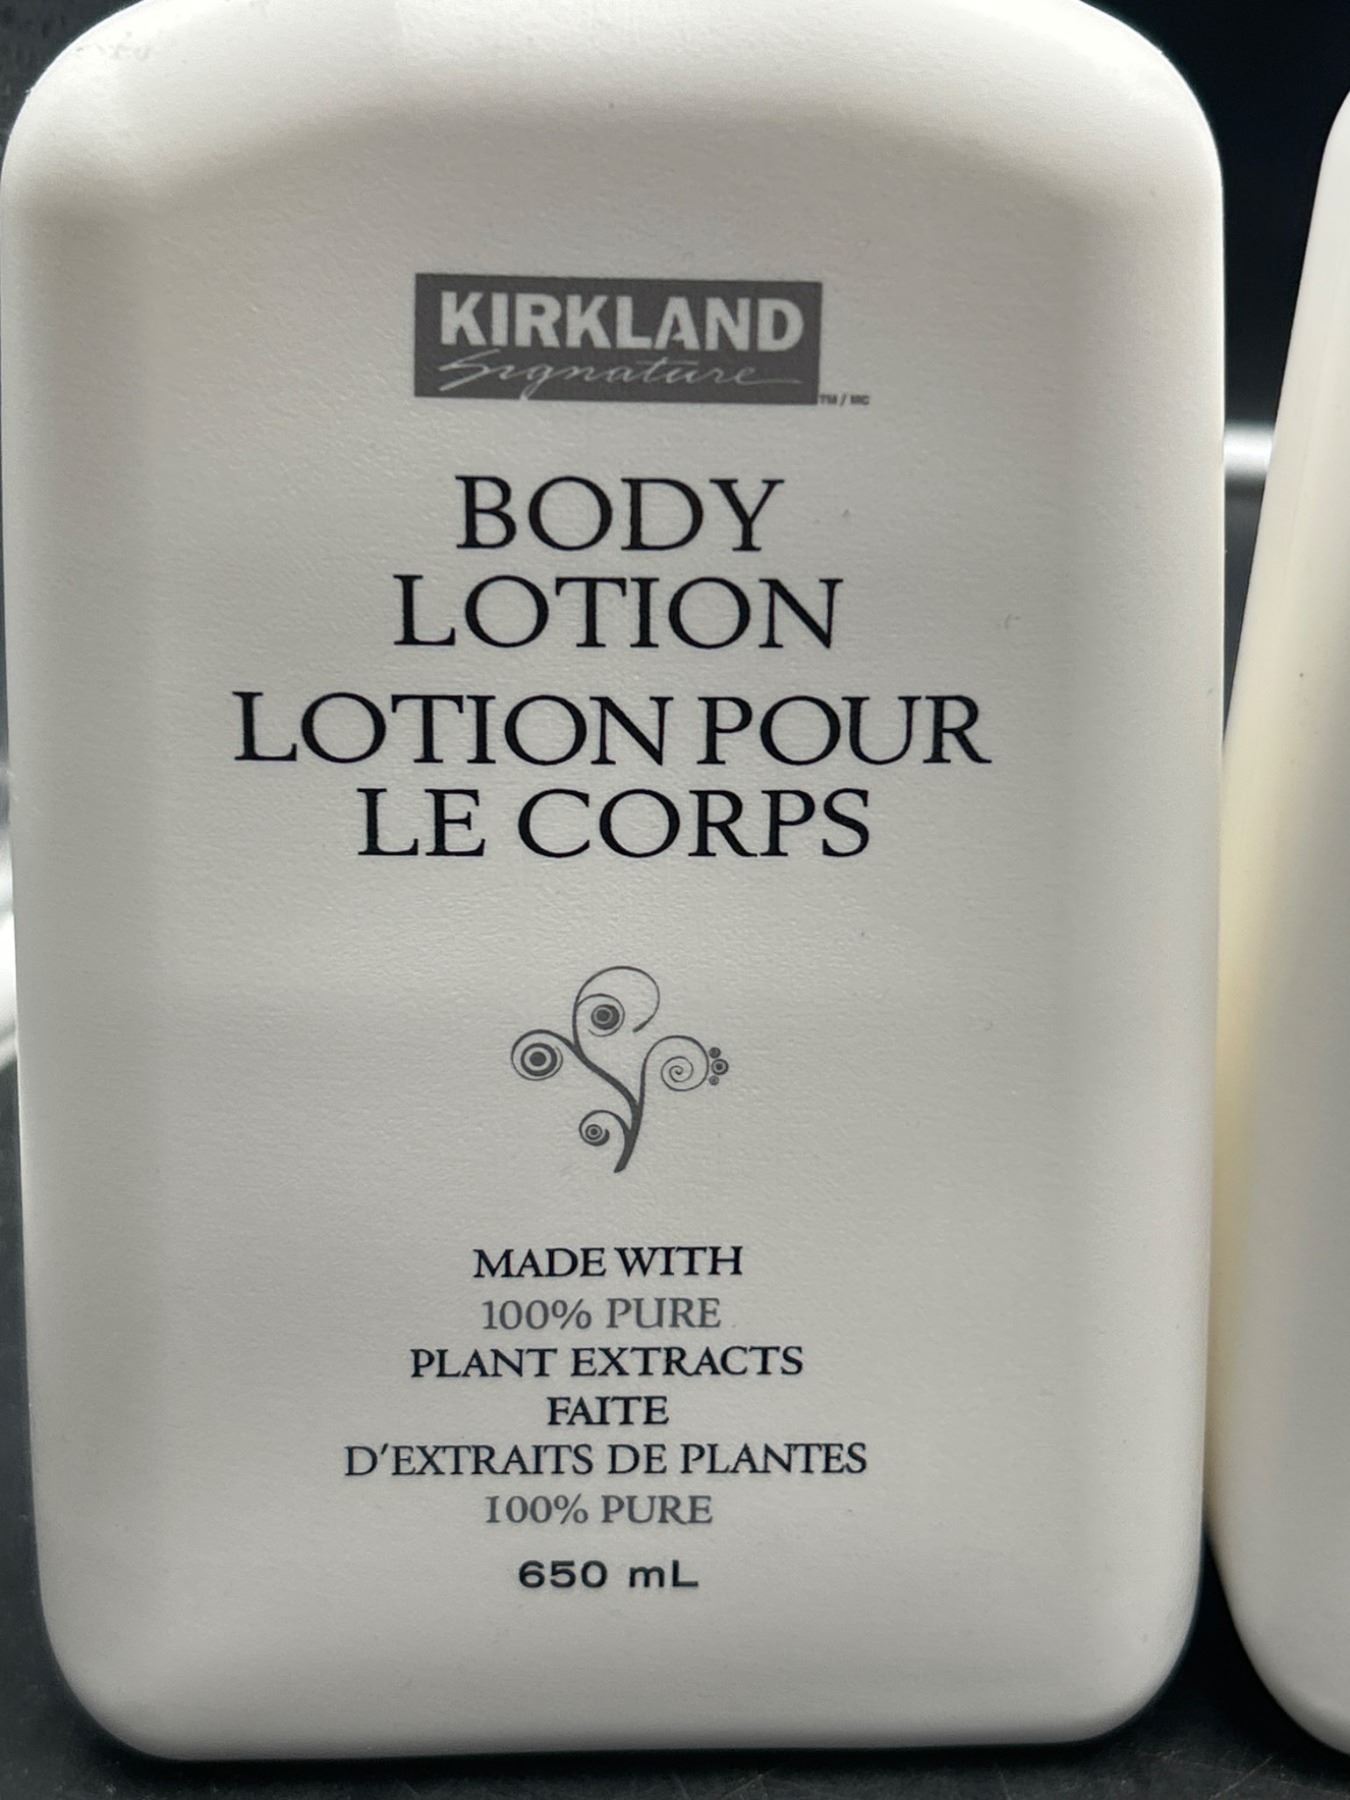 KIRKLAND
Signature
TM / MC
BODY
LOTION
LOTION POUR
LE CORPS
MADE WITH
100% PURE
PLANT EXTRACTS
FAITE
D'EXTRAITS DE PLANTES
100% PURE
650 mL